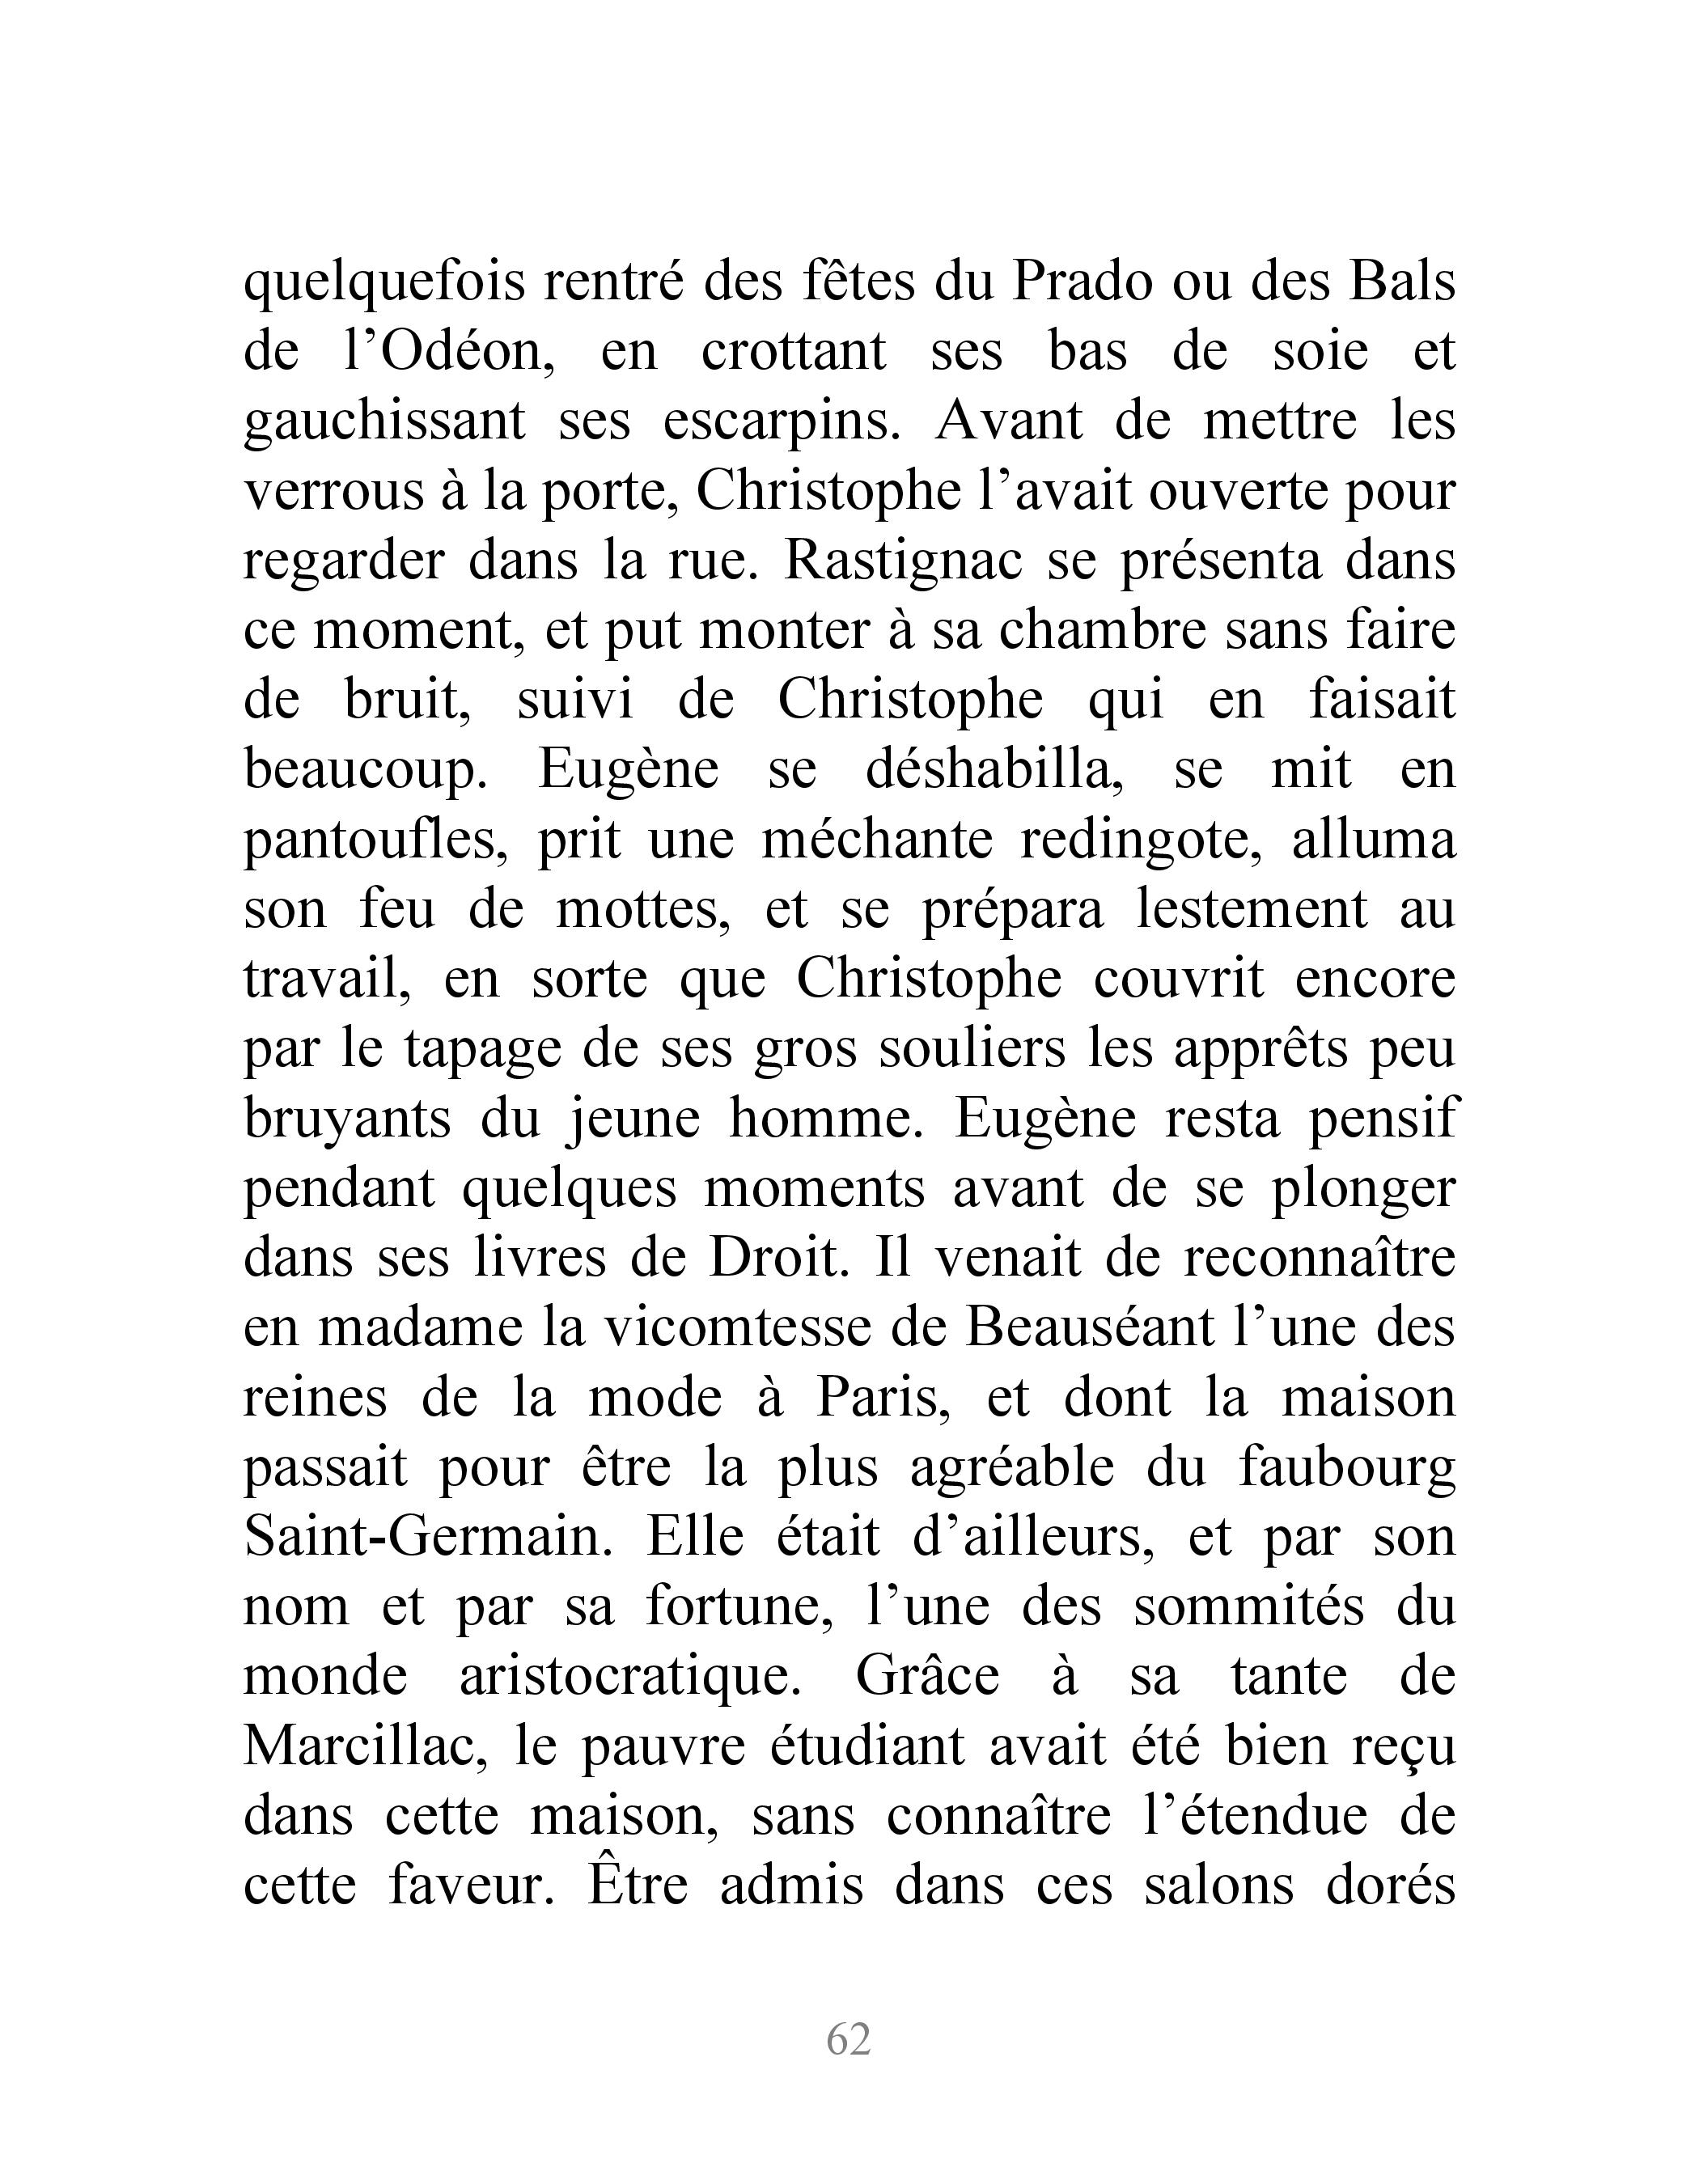 quelquefois rentré des fêtes du Prado ou des Bals
de l’Odéon, en crottant ses bas de soie et
gauchissant ses escarpins. Avant de mettre les
verrous à la porte, Christophe l’avait ouverte pour
regarder dans la rue. Rastignac se présenta dans
ce moment, et put monter à sa chambre sans faire
de bruit, suivi de Christophe qui en faisait
beaucoup. Eugène se déshabilla, se mit en
pantoufles, prit une méchante redingote, alluma
son feu de mottes, et se prépara lestement au
travail, en sorte que Christophe couvrit encore
par le tapage de ses gros souliers les apprêts peu
bruyants du jeune homme. Eugène resta pensif
pendant quelques moments avant de se plonger
dans ses livres de Droit. Il venait de reconnaître
en madame la vicomtesse de Beauséant l’une des
reines de la mode à Paris, et dont la maison
passait pour être la plus agréable du faubourg
Saint-Germain. Elle était d’ailleurs, et par son
nom et par sa fortune, l’une des sommités du
monde aristocratique. Grâce à sa tante de
Marcillac, le pauvre étudiant avait été bien reçu
dans cette maison, sans connaître l’étendue de
cette faveur. Être admis dans ces salons dorés
62